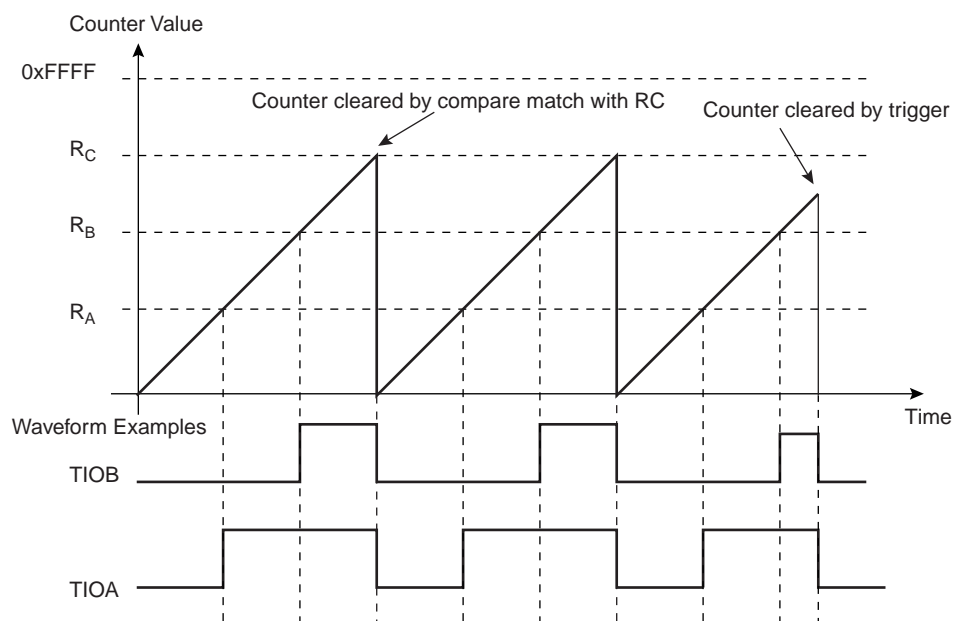 Counter Value
0xFFFF
Counter cleared by compare match with RC
Counter cleared by trigger
RC
RB
RA
Time
Waveform Examples
TIOB
TIOA